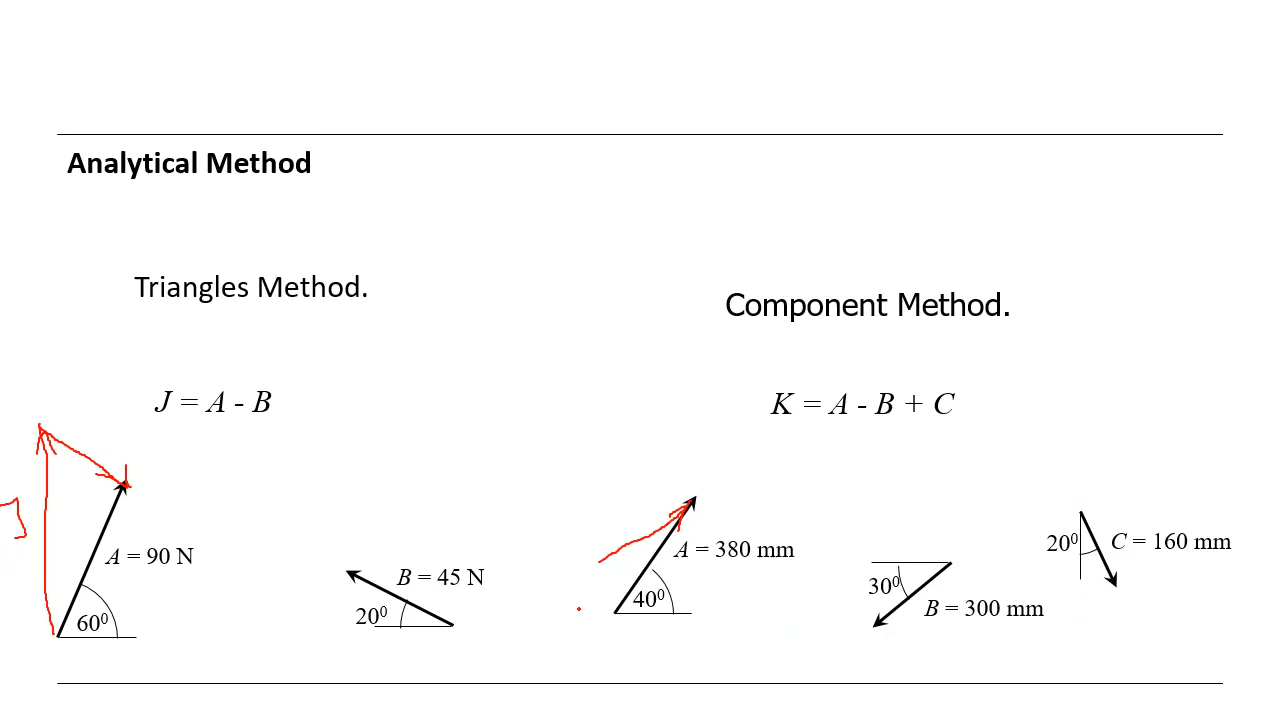 Analytical Method
Triangles Method.
Component Method.
J = A - B
K = A - B + C
A = 90 N
60⁰
B = 45 N
20⁰
A = 380 mm
40⁰
30⁰
B = 300 mm
20⁰
C = 160 mm